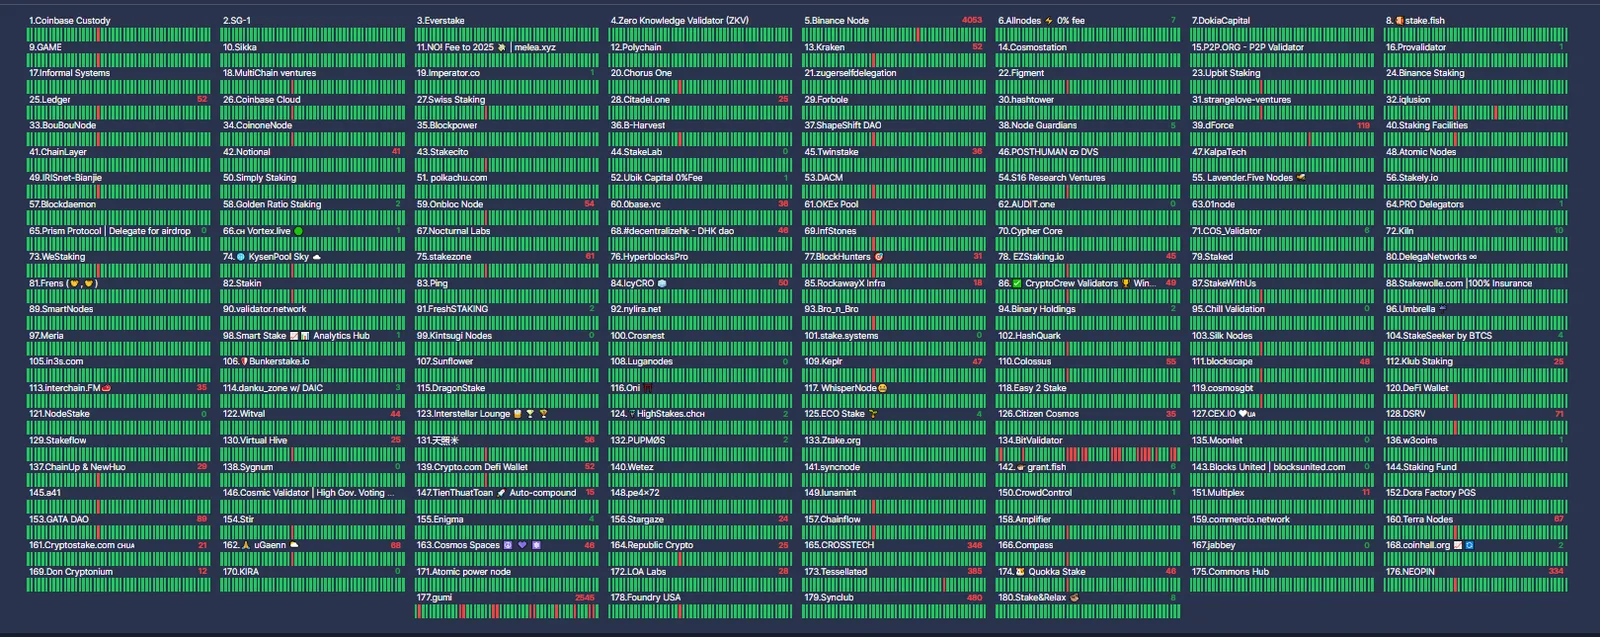 1.Coinbase Custody 2.SG-1 3.Everstake 4.Zero Knowledge Validator (ZKV) 5.Binance Node 4053 6.Allnodes ⚡ 0% fee 7 7.DokiaCapital 8. stake.fish
9.GAME 10.Sikka 11.NO! Fee to 2025 | melea.xyz 12.Polychain 13.Kraken 52 14.Cosmostation 15.P2P.ORG - P2P Validator 16.Provalidator 1
17.Informal Systems 18.MultiChain ventures 19.Imperator.co 1 20.Chorus One 21.zugerselfdelegation 22.Figment 23.Upbit Staking 24.Binance Staking
25.Ledger 52 26.Coinbase Cloud 27.Swiss Staking 28.Citadel.one 25 29.Forbole 30.hashtower 31.strangelove-ventures 32.iqlusion
33.BouBouNode 34.CoinoneNode 35.Blockpower 36.B-Harvest 37.ShapeShift DAO 38.Node Guardians 5 39.dForce 119 40.Staking Facilities
41.ChainLayer 42.Notional 41 43.Stakecito 44.StakeLab 0 45.Twinstake 36 46.POSTHUMAN ꝏ DVS 47.KalpaTech 48.Atomic Nodes
49.IRISnet-Bianjie 50.Simply Staking 51. polkachu.com 52.Ubik Capital 0%Fee 1 53.DACM 54.S16 Research Ventures 55. Lavender.Five Nodes 🐝 56.Stakely.io
57.Blockdaemon 58.Golden Ratio Staking 2 59.Onbloc Node 54 60.0base.vc 36 61.OKEx Pool 62.AUDIT.one 0 63.01node 64.PRO Delegators 1
65.Prism Protocol | Delegate for airdrop 0 66.ᴄʜ Vortex.live 🟢 1 67.Nocturnal Labs 68.#decentralizehk - DHK dao 46 69.InfStones 70.Cypher Core 71.COS_Validator 6 72.Kiln 10
73.WeStaking 74. 🌐 KysenPool Sky ☁ 75.stakezone 61 76.HyperblocksPro 77.BlockHunters 🎯 31 78. EZStaking.io 45 79.Staked 80.DelegaNetworks ∞
81.Frens (🤝,🤝) 82.Stakin 83.Ping 84.IcyCRO 🧊 50 85.RockawayX Infra 18 86. ✅ CryptoCrew Validators 🏆 Win... 49 87.StakeWithUs 88.Stakewolle.com |100% Insurance
89.SmartNodes 90.validator.network 91.FreshSTAKING 2 92.nylira.net 93.Bro_n_Bro 94.Binary Holdings 2 95.Chill Validation 0 96.Umbrella ☂
97.Meria 98.Smart Stake 📈📊 Analytics Hub 1 99.Kintsugi Nodes 0 100.Crosnest 101.stake.systems 0 102.HashQuark 103.Silk Nodes 104.StakeSeeker by BTCS 4
105.in3s.com 106. Bunkerstake.io 107.Sunflower 108.Luganodes 0 109.Keplr 47 110.Colossus 55 111.blockscape 48 112.Klub Staking 25
113.interchain.FM 35 114.danku_zone w/ DAIC 3 115.DragonStake 116.Oni 117. WhisperNode 118.Easy 2 Stake 119.cosmosgbt 120.DeFi Wallet
121.NodeStake 0 122.Witval 44 123.Interstellar Lounge 🍺 🍸 🏆 124. HighStakes.chᴄʜ 2 125.ECO Stake 🌱 4 126.Citizen Cosmos 35 127.CEX.IO ♥ᴜᴀ 128.DSRV 71
129.Stakeflow 130.Virtual Hive 25 131.天照☀ 36 132.PUPMØS 2 133.Ztake.org 134.BitValidator 135.Moonlet 0 136.w3coins 1
137.ChainUp & NewHuo 29 138.Sygnum 0 139.Crypto.com Defi Wallet 52 140.Wetez 141.syncnode 142. grant.fish 6 143.Blocks United | blocksunited.com 0 144.Staking Fund
145.a41 146.Cosmic Validator | High Gov. Voting ... 147.TienThuatToan 🚀 Auto-compound 15 148.pe4x72 149.lunamint 150.CrowdControl 1 151.Multiplex 11 152.Dora Factory PGS
153.GATA DAO 89 154.Stir 155.Enigma 4 156.Stargaze 24 157.Chainflow 158.Amplifier 159.commercio.network 160.Terra Nodes 67
161.Cryptostake.com ᴄʜᴜᴀ 21 162. uGaenn 68 163.Cosmos Spaces 💜 ⚛ 46 164.Republic Crypto 25 165.CROSSTECH 346 166.Compass 167.jabbey 0 168.coinhall.org 📈 2
169.Don Cryptonium 12 170.KIRA 0 171.Atomic power node 172.LOA Labs 28 173.Tessellated 385 174. Quokka Stake 46 175.Commons Hub 176.NEOPIN 334
177.gumi 2545 178.Foundry USA 179.Synclub 480 180.Stake&Relax 8